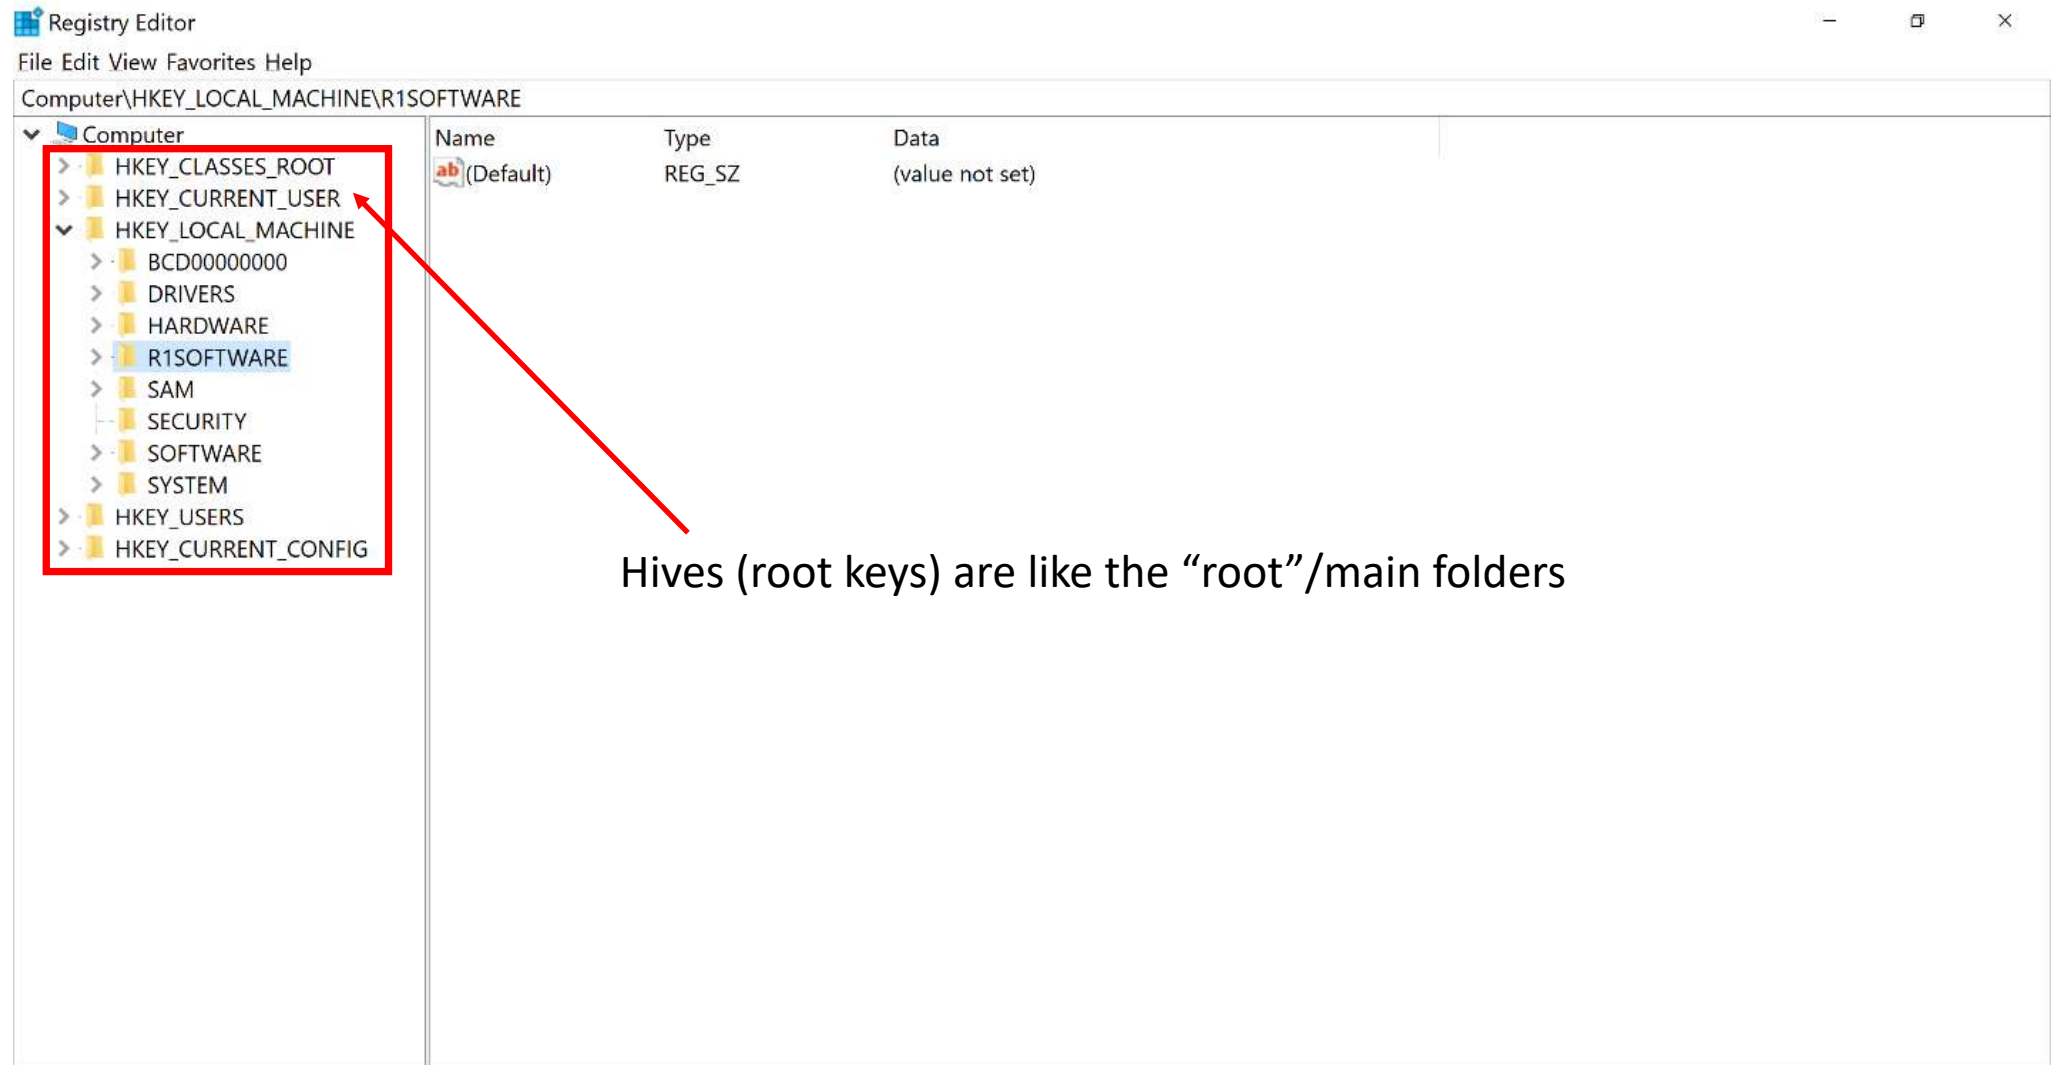 Registry Editor
File Edit View Favorites Help
Computer\HKEY_LOCAL_MACHINE\R1SOFTWARE
Computer
HKEY_CLASSES_ROOT
HKEY_CURRENT_USER
HKEY_LOCAL_MACHINE
BCD00000000
DRIVERS
HARDWARE
R1SOFTWARE
SAM
SECURITY
SOFTWARE
SYSTEM
HKEY_USERS
HKEY_CURRENT_CONFIG
Name Type Data
ab (Default) REG_SZ (value not set)
Hives (root keys) are like the “root”/main folders